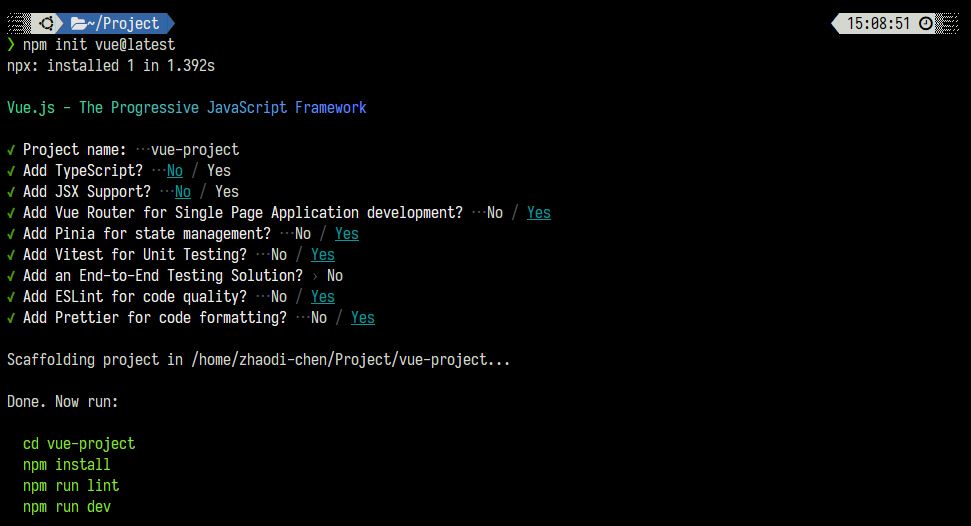 ~/Project 15:08:51
❯ npm init vue@latest
npx: installed 1 in 1.392s
Vue.js - The Progressive JavaScript Framework
✔ Project name: … vue-project
✔ Add TypeScript? … No / Yes
✔ Add JSX Support? … No / Yes
✔ Add Vue Router for Single Page Application development? … No / Yes
✔ Add Pinia for state management? … No / Yes
✔ Add Vitest for Unit Testing? … No / Yes
✔ Add an End-to-End Testing Solution? › No
✔ Add ESLint for code quality? … No / Yes
✔ Add Prettier for code formatting? … No / Yes
Scaffolding project in /home/zhaodi-chen/Project/vue-project...
Done. Now run:
cd vue-project
npm install
npm run lint
npm run dev